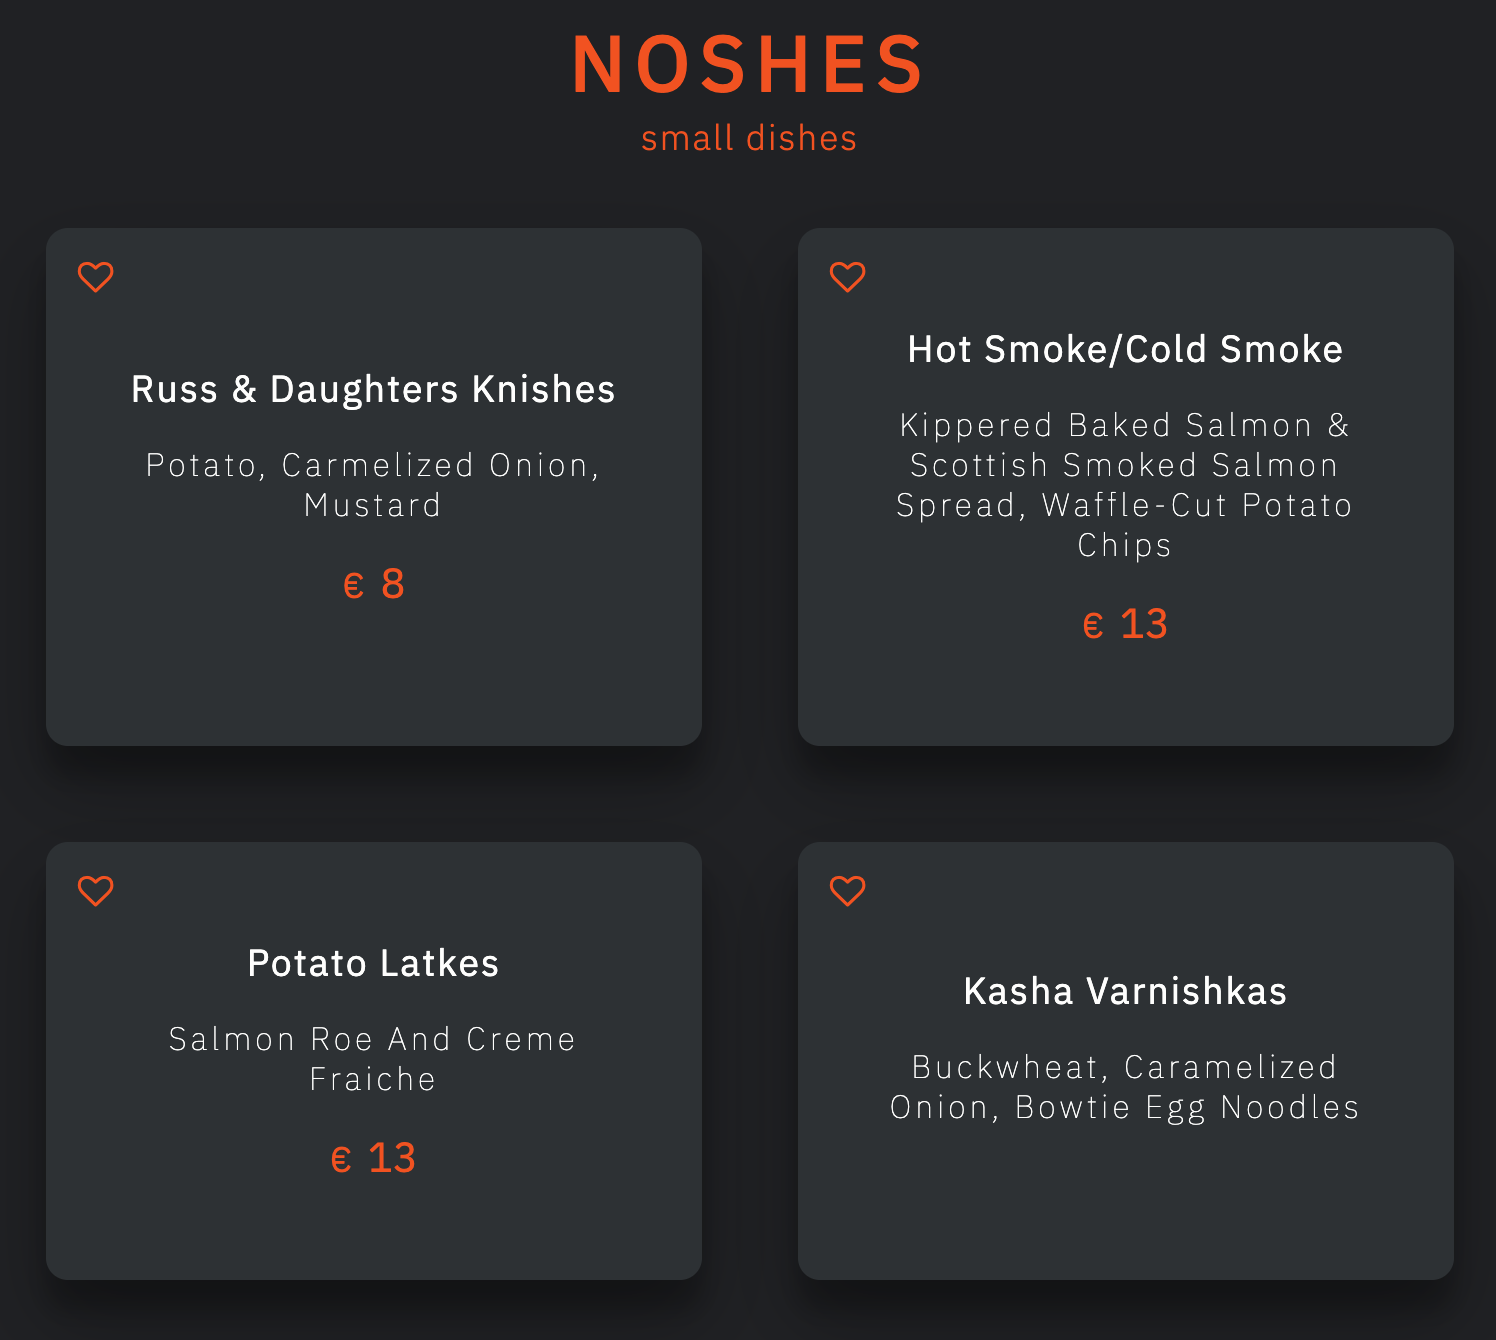 NOSHES
small dishes
Russ & Daughters Knishes
Potato, Carmelized Onion,
Mustard
€ 8
Hot Smoke/Cold Smoke
Kippered Baked Salmon &
Scottish Smoked Salmon
Spread, Waffle-Cut Potato
Chips
€ 13
Potato Latkes
Salmon Roe And Creme
Fraiche
€ 13
Kasha Varnishkas
Buckwheat, Caramelized
Onion, Bowtie Egg Noodles